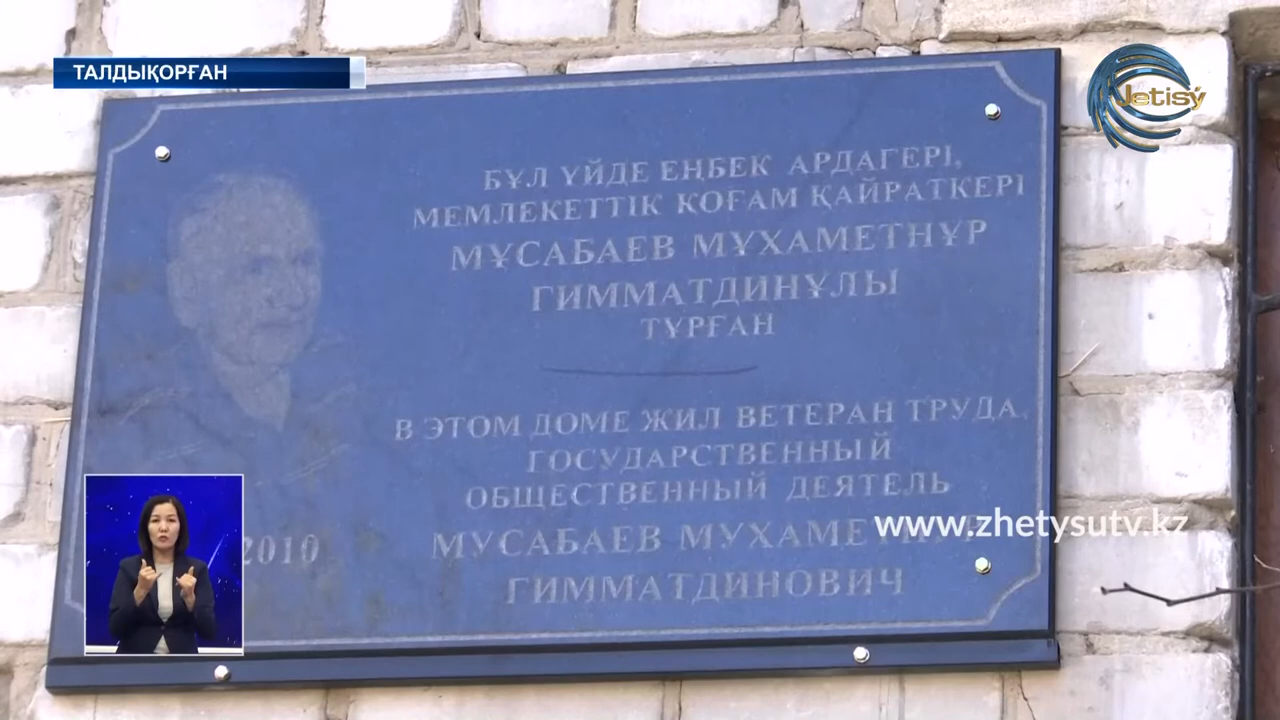 ТАЛДЫҚОРҒАН
Jetisý
БҰЛ ҮЙДЕ ЕҢБЕК АРДАГЕРІ,
МЕМЛЕКЕТТІК ҚОҒАМ ҚАЙРАТКЕРІ
МҰСАБАЕВ МҰХАМЕТНҰР
ГИММАТДИНҰЛЫ
ТҰРҒАН
В ЭТОМ ДОМЕ ЖИЛ ВЕТЕРАН ТРУДА,
ГОСУДАРСТВЕННЫЙ
ОБЩЕСТВЕННЫЙ ДЕЯТЕЛЬ
www.zhetysutv.kz
МУСАБАЕВ
2010
ГИММАТДИНОВИЧ